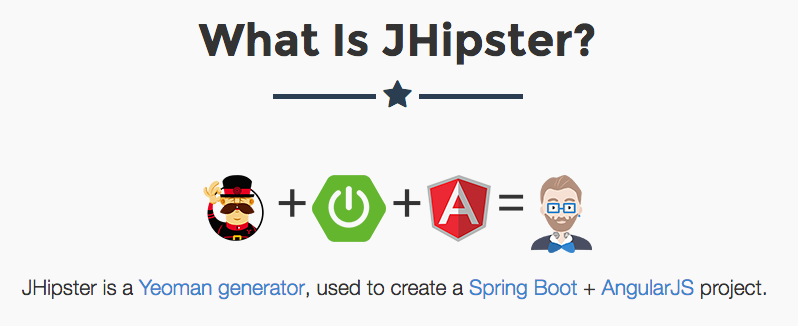 What Is JHipster?
+ + A =
JHipster is a Yeoman generator, used to create a Spring Boot + AngularJS project.